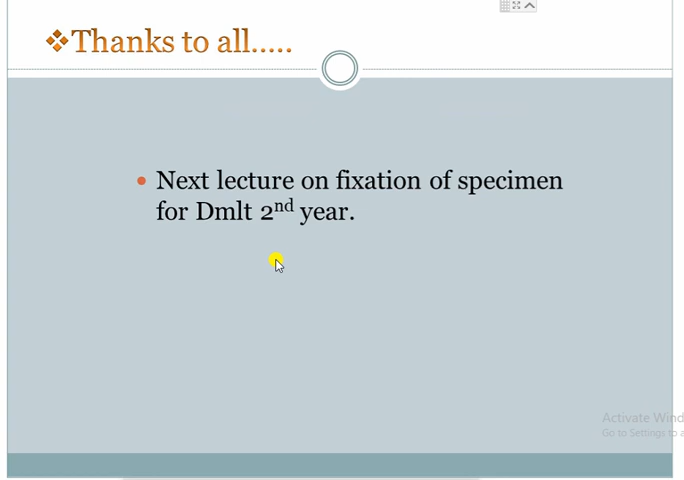 ❖Thanks to all.....
• Next lecture on fixation of specimen
for Dmlt 2nd year.
Activate Wind
Go to Settings to a